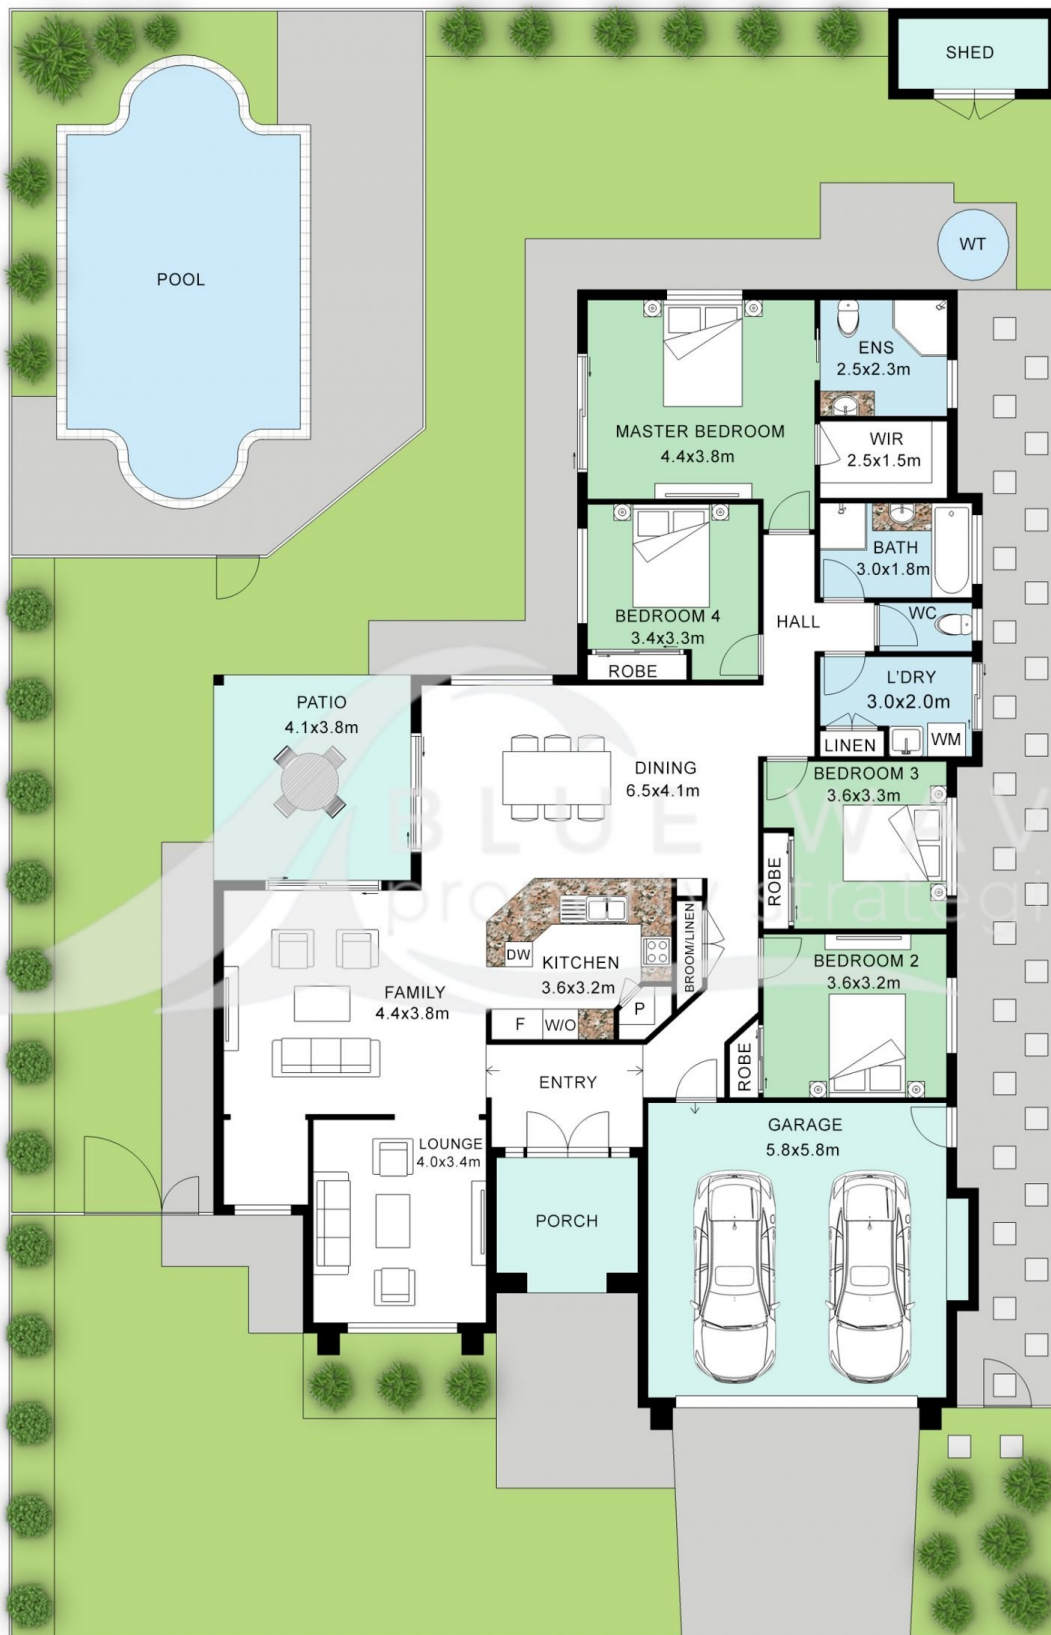 SHED
WT
POOL
ENS
2.5x2.3m
MASTER BEDROOM
4.4x3.8m
WIR
2.5x1.5m
BATH
3.0x1.8m
BEDROOM 4
3.4x3.3m
ROBE
HALL
WC
L'DRY
3.0x2.0m
LINEN
WM
PATIO
4.1x3.8m
DINING
6.5x4.1m
BEDROOM 3
3.6x3.3m
ROBE
BLUE WAV
property strategi
BROOM/LINEN
DW
KITCHEN
3.6x3.2m
F
W/O
P
FAMILY
4.4x3.8m
BEDROOM 2
3.6x3.2m
ROBE
ENTRY
LOUNGE
4.0x3.4m
GARAGE
5.8x5.8m
PORCH